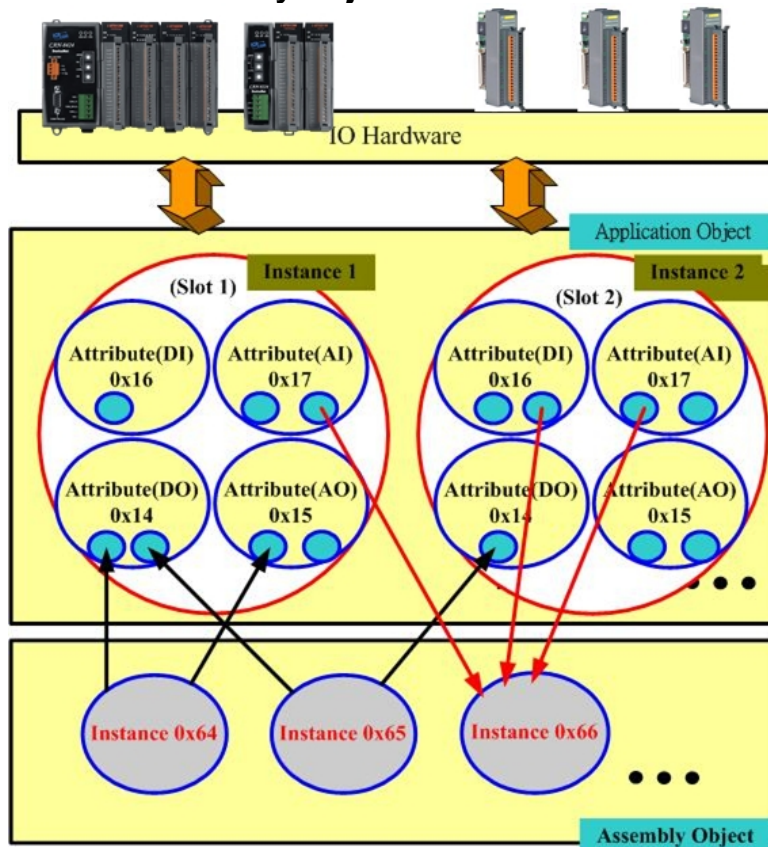 IO Hardware
Application Object
Instance 1
(Slot 1)
Attribute(DI)
0x16
Attribute(AI)
0x17
Attribute(DO)
0x14
Attribute(AO)
0x15
Instance 2
(Slot 2)
Attribute(DI)
0x16
Attribute(AI)
0x17
Attribute(DO)
0x14
Attribute(AO)
0x15
Instance 0x64
Instance 0x65
Instance 0x66
Assembly Object